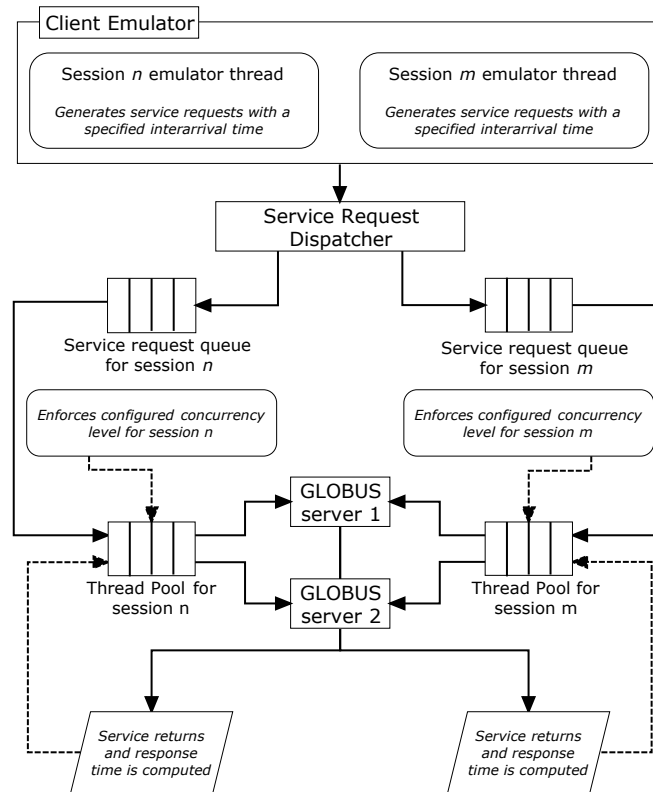 Client Emulator
Session n emulator thread
Generates service requests with a
specified interarrival time
Session m emulator thread
Generates service requests with a
specified interarrival time
Service Request
Dispatcher
Service request queue
for session n
Service request queue
for session m
Enforces configured concurrency
level for session n
Enforces configured concurrency
level for session m
GLOBUS
server 1
Thread Pool for
session n
GLOBUS
server 2
Thread Pool for
session m
Service returns
and response
time is computed
Service returns
and response
time is computed